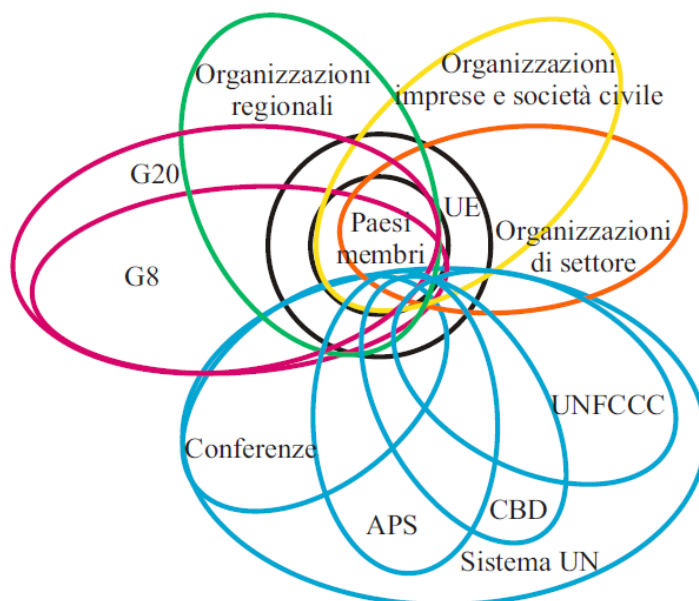 Organizzazioni
regionali
Organizzazioni
imprese e società civile
G20
UE
Paesi
membri
Organizzazioni
di settore
G8
UNFCCC
Conferenze
CBD
APS
Sistema UN